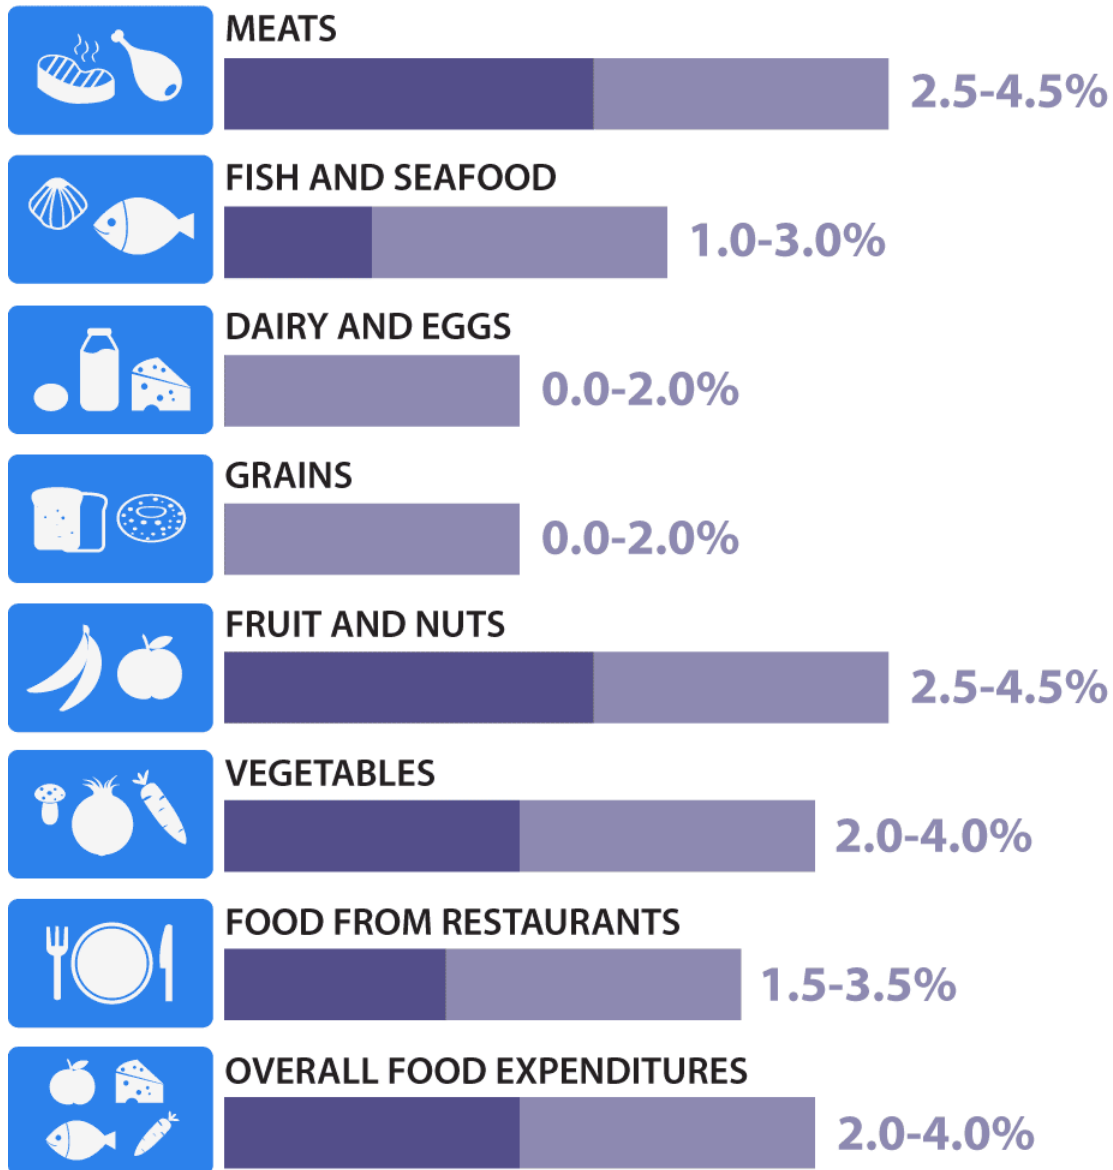 MEATS
2.5-4.5%
FISH AND SEAFOOD
1.0-3.0%
DAIRY AND EGGS
0.0-2.0%
GRAINS
0.0-2.0%
FRUIT AND NUTS
2.5-4.5%
VEGETABLES
2.0-4.0%
FOOD FROM RESTAURANTS
1.5-3.5%
OVERALL FOOD EXPENDITURES
2.0-4.0%